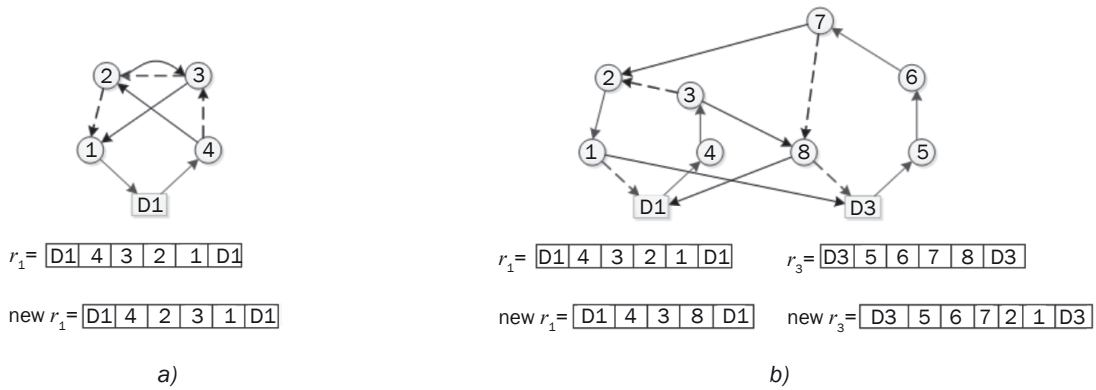 7
2 3 2 6
3
1 4 1 4 8 5
D1 D1 D3
r1= D1 4 3 2 1 D1 r1= D1 4 3 2 1 D1 r3= D3 5 6 7 8 D3
new r1= D1 4 2 3 1 D1 new r1= D1 4 3 8 D1 new r3= D3 5 6 7 2 1 D3
a) b)